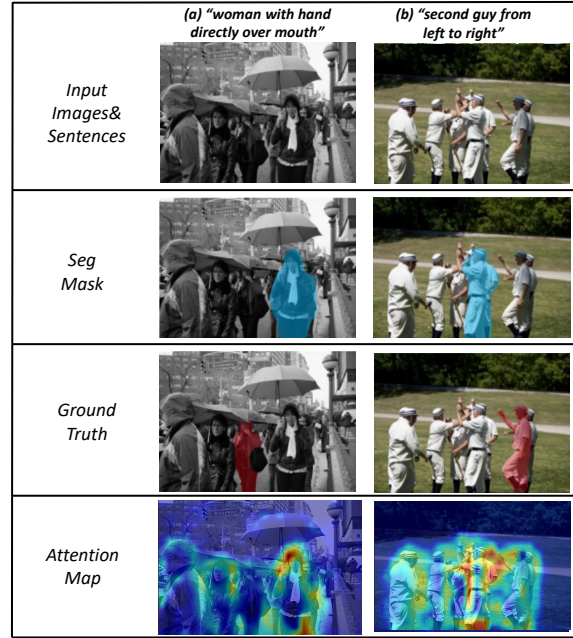 (a) “woman with hand
directly over mouth”
(b) “second guy from
left to right”
Input
Images&
Sentences
Seg
Mask
Ground
Truth
Attention
Map